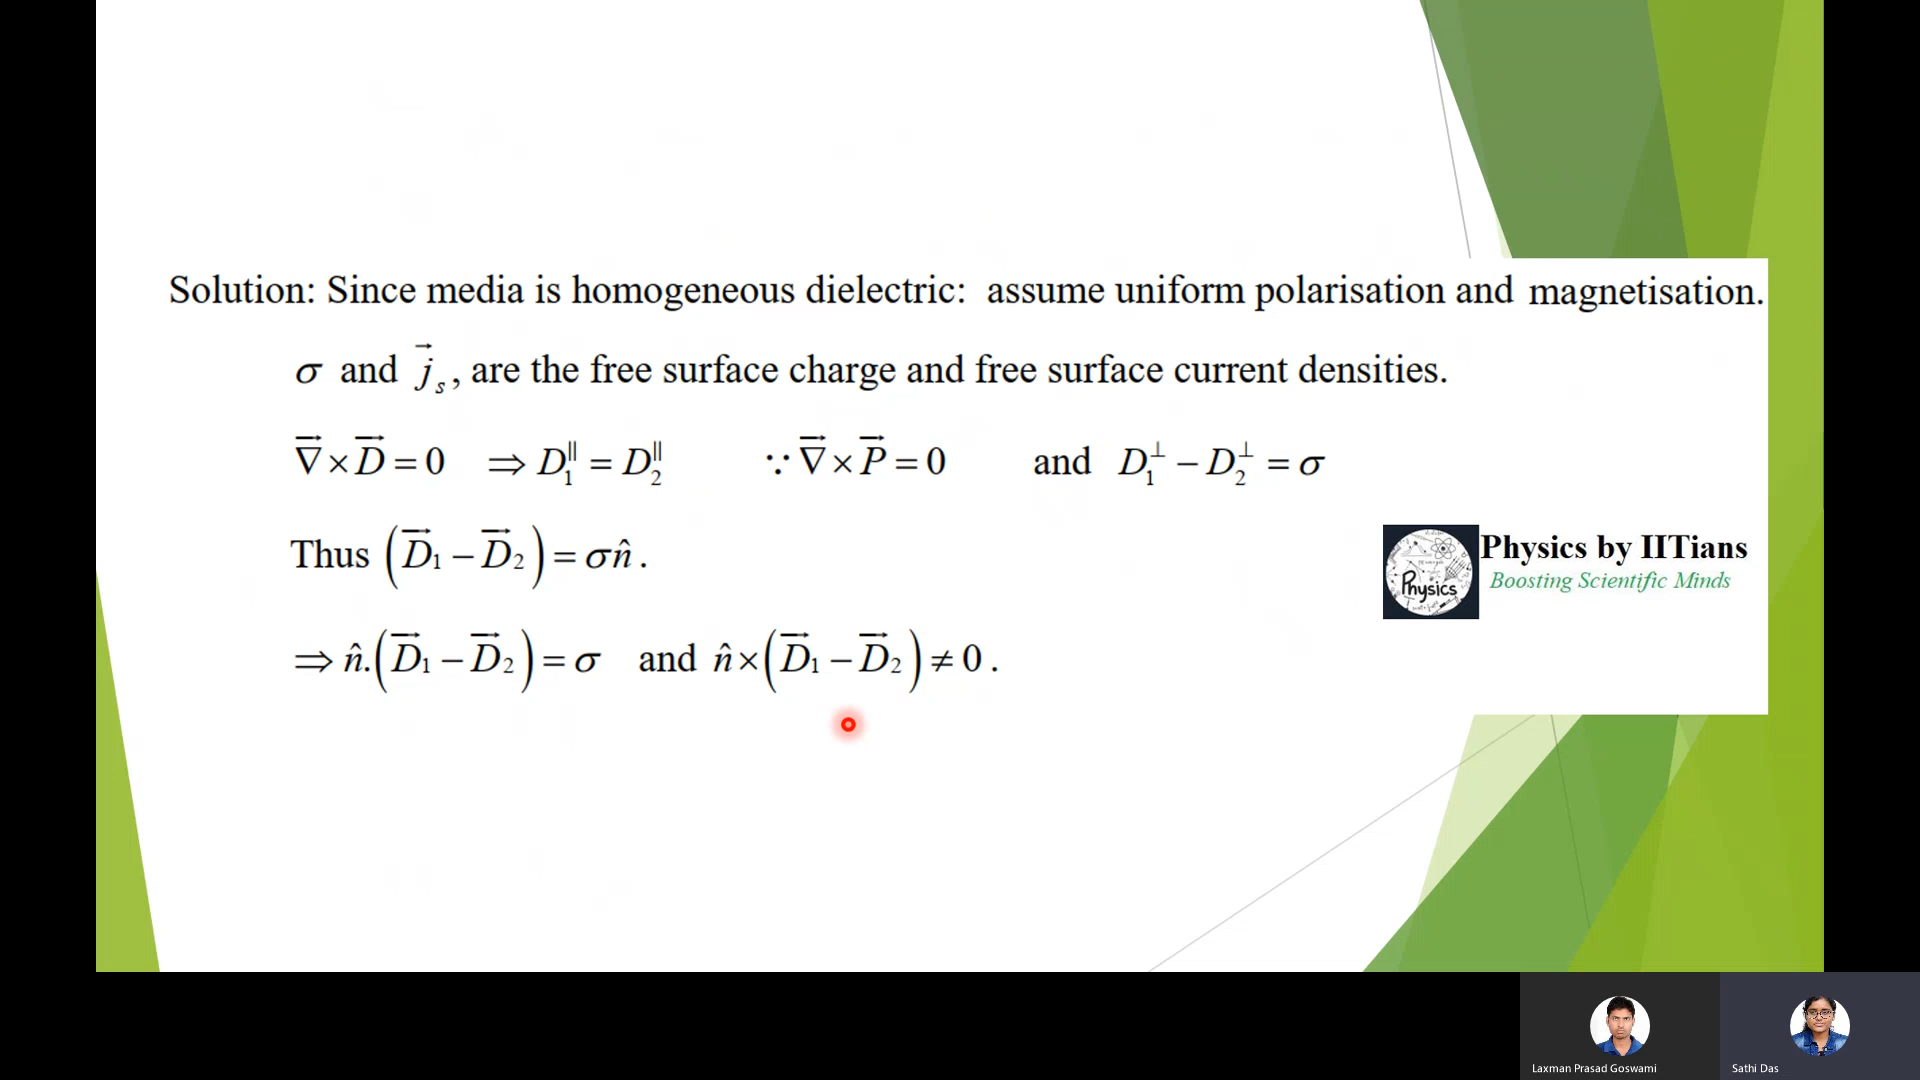 Solution: Since media is homogeneous dielectric: assume uniform polarisation and magnetisation.
σ and j⃗ₛ, are the free surface charge and free surface current densities.
∇⃗×D⃗=0 ⇒D₁^∥ = D₂^∥ ∵∇⃗×P⃗=0 and D₁^⊥ − D₂^⊥ = σ
Thus (D⃗₁ − D⃗₂) = σn̂.
⇒n̂.(D⃗₁ − D⃗₂) = σ and n̂×(D⃗₁ − D⃗₂) ≠ 0.
Physics by IITians
Boosting Scientific Minds
Physics
Laxman Prasad Goswami
Sathi Das